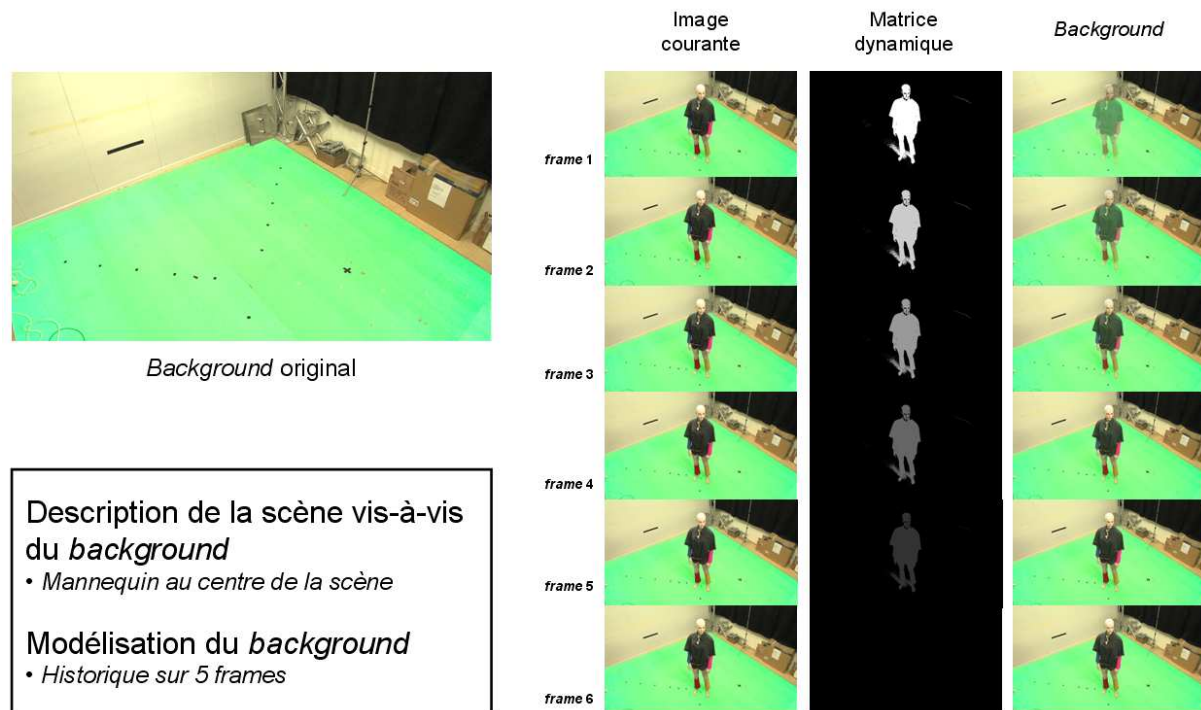 Image
courante
Matrice
dynamique
Background
frame 1
frame 2
frame 3
frame 4
frame 5
frame 6
Background original
Description de la scène vis-à-vis
du background
• Mannequin au centre de la scène
Modélisation du background
• Historique sur 5 frames